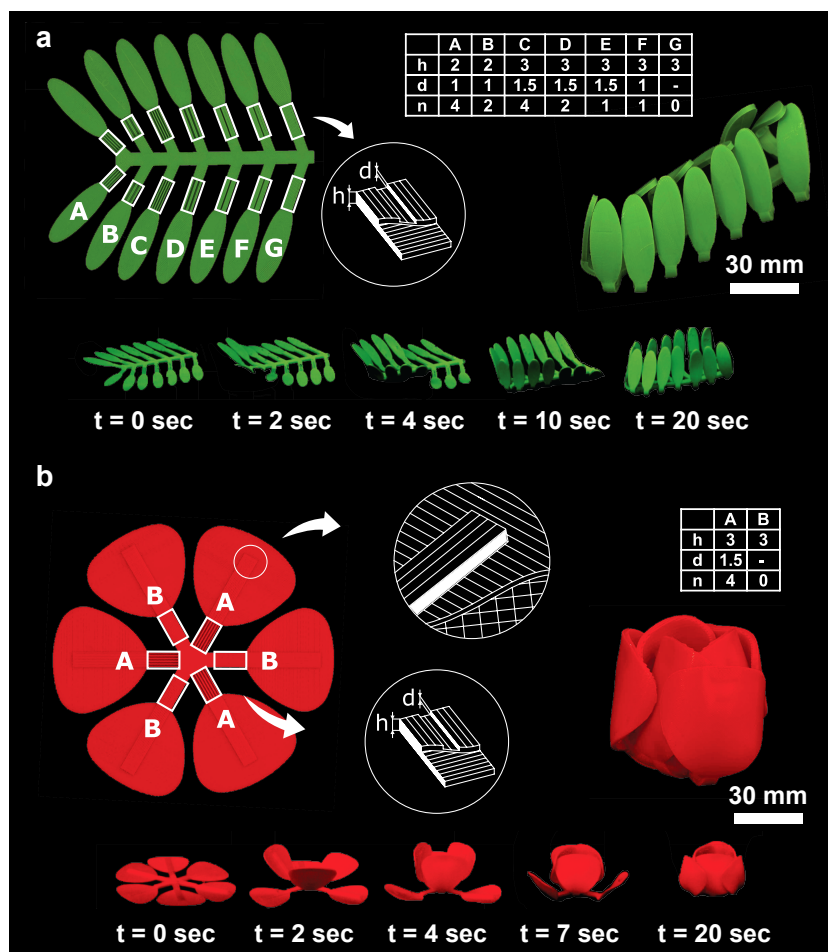 a
A B C D E F G
h 2 2 3 3 3 3 3
d 1 1 1.5 1.5 1.5 1 -
n 4 2 4 2 1 1 0
d
h
A
B
C
D
E
F
G
30 mm
t = 0 sec
t = 2 sec
t = 4 sec
t = 10 sec
t = 20 sec
b
A B
h 3 3
d 1.5 -
n 4 0
B
A
A
B
B
A
d
h
30 mm
t = 0 sec
t = 2 sec
t = 4 sec
t = 7 sec
t = 20 sec